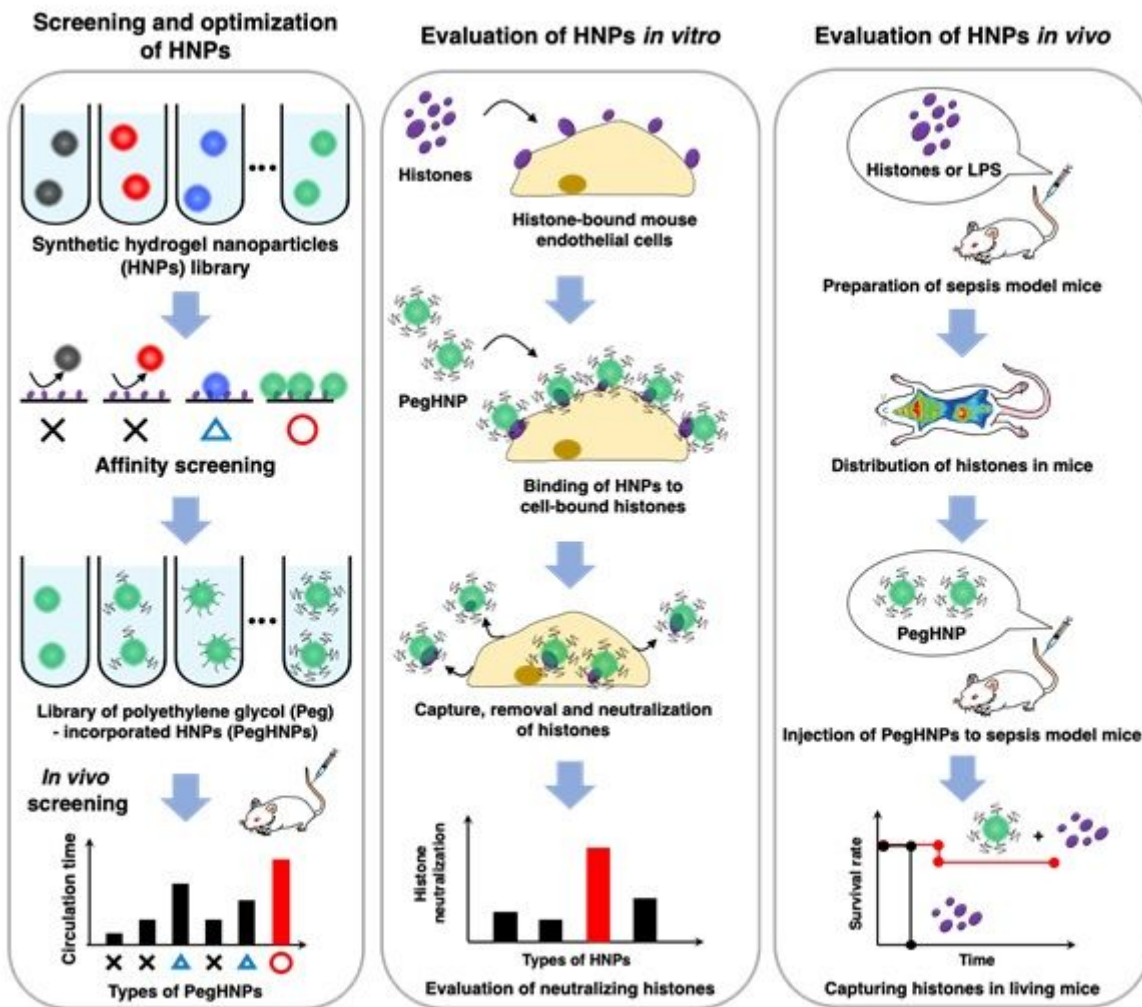 Screening and optimization
of HNPs
Synthetic hydrogel nanoparticles
(HNPs) library
Affinity screening
Library of polyethylene glycol (Peg)
- incorporated HNPs (PegHNPs)
In vivo
screening
Circulation time
Types of PegHNPs
Evaluation of HNPs in vitro
Histones
Histone-bound mouse
endothelial cells
PegHNP
Binding of HNPs to
cell-bound histones
Capture, removal and neutralization
of histones
Histone
neutralization
Types of HNPs
Evaluation of neutralizing histones
Evaluation of HNPs in vivo
Histones or LPS
Preparation of sepsis model mice
Distribution of histones in mice
PegHNP
Injection of PegHNPs to sepsis model mice
+
Survival rate
Time
Capturing histones in living mice